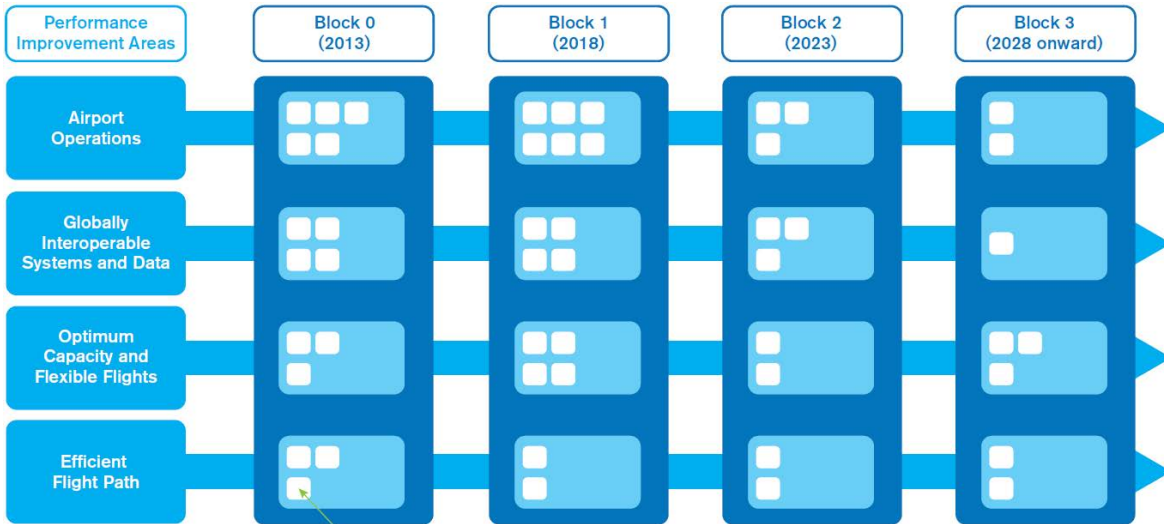 Performance
Improvement Areas
Block 0
(2013)
Block 1
(2018)
Block 2
(2023)
Block 3
(2028 onward)
Airport
Operations
Globally
Interoperable
Systems and Data
Optimum
Capacity and
Flexible Flights
Efficient
Flight Path